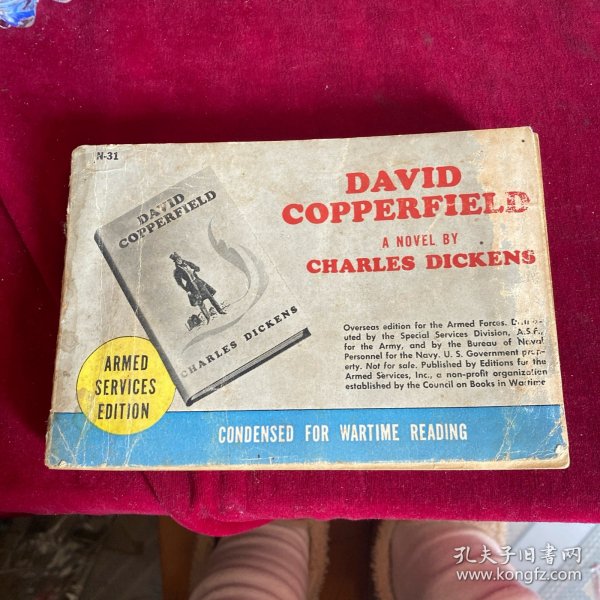 N-31
DAVID
COPPERFIELD
A NOVEL BY
CHARLES DICKENS
DAVID
COPPERFIELD
CHARLES DICKENS
Overseas edition for the Armed Forces.
uted by the Special Services Division, A.S.F.,
for the Army, and by the Bureau of Naval
Personnel for the Navy. U. S. Government prop-
erty. Not for sale. Published by Editions for the
Armed Services, Inc., a non-profit organization
established by the Council on Books in Wartime
ARMED
SERVICES
EDITION
CONDENSED FOR WARTIME READING
孔夫子旧书网
www.kongfz.com